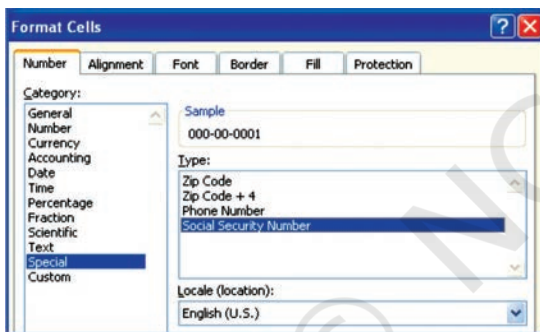 Format Cells
Number Alignment Font Border Fill Protection
Category:
General
Number
Currency
Accounting
Date
Time
Percentage
Fraction
Scientific
Text
Special
Custom
Sample
000-00-0001
Type:
Zip Code
Zip Code + 4
Phone Number
Social Security Number
Locale (location):
English (U.S.)